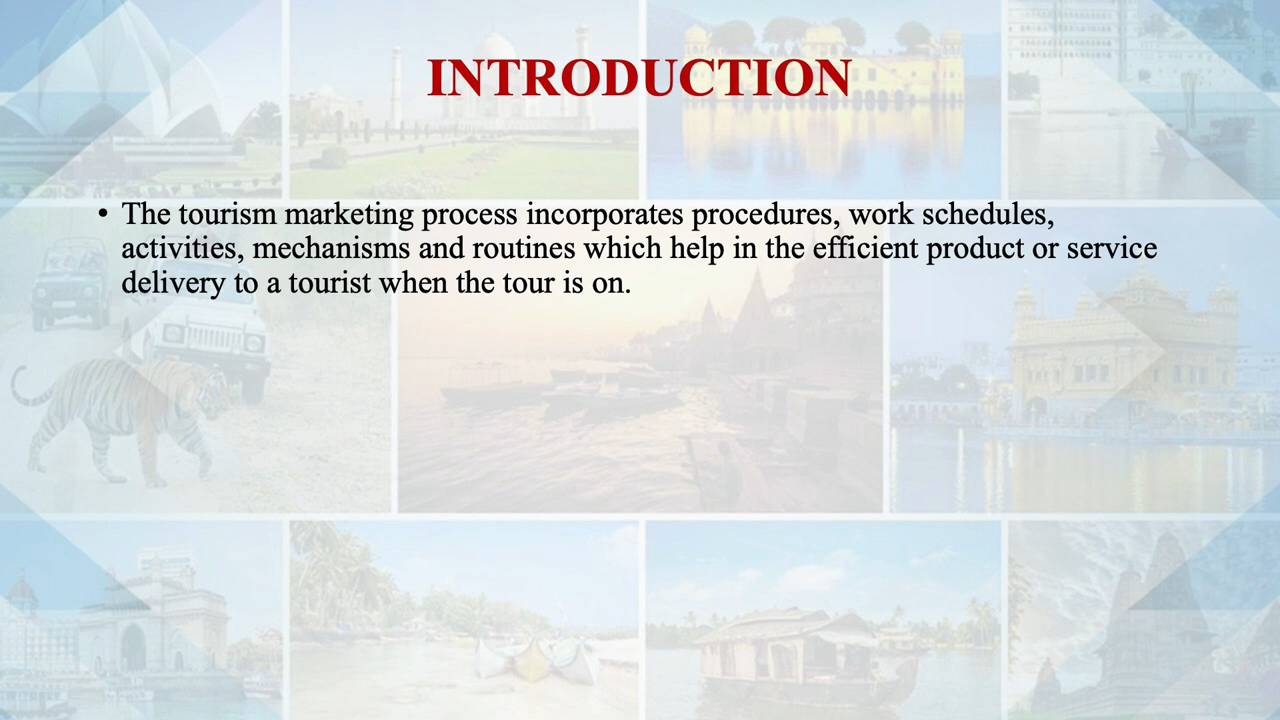 INTRODUCTION
• The tourism marketing process incorporates procedures, work schedules,
activities, mechanisms and routines which help in the efficient product or service
delivery to a tourist when the tour is on.